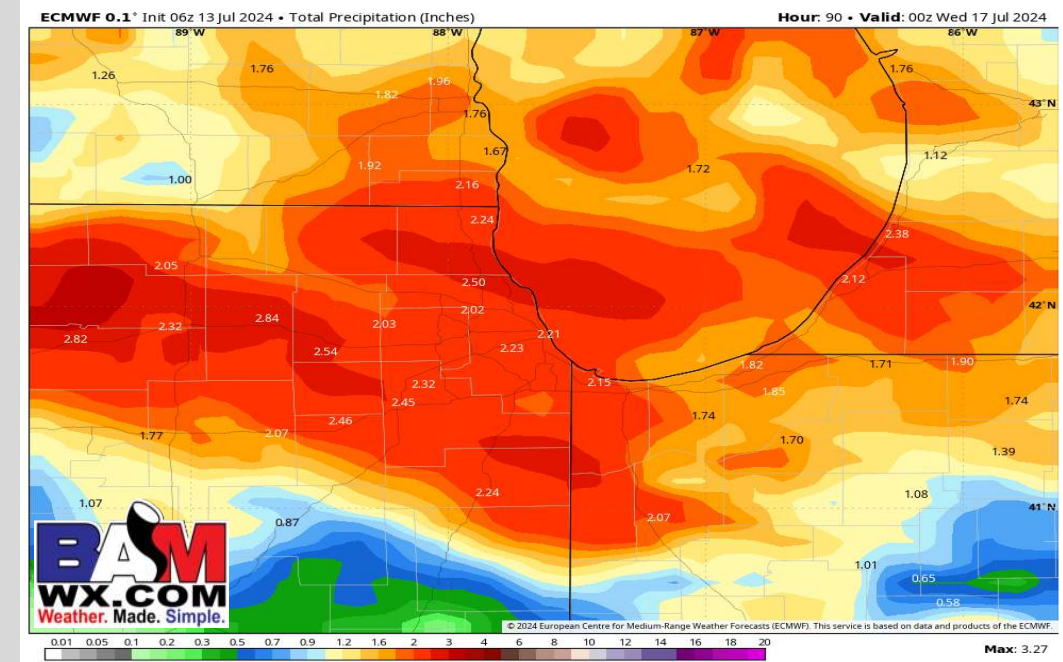 ECMWF 0.1° Init 06z 13 Jul 2024 • Total Precipitation (Inches)
Hour: 90 • Valid: 00z Wed 17 Jul 2024
89°W 88°W 87°W 86°W
1.26 1.76 1.82 1.96 1.76
43°N
1.76
1.67 1.12
1.92 1.72
1.00 2.16
2.24 2.38
2.05
2.50 2.12
2.02
42°N
2.84 2.03
2.32 2.82 2.21
2.54 2.23
1.82 1.71 1.90
2.32 2.15
2.45 1.85 1.74
2.46 1.74
1.77 2.07 1.70
1.39
2.24 1.08
1.07
41°N
0.87 2.07
1.01
0.65
0.58
BAM
WX.COM
Weather. Made. Simple.
© 2024 European Centre for Medium-Range Weather Forecasts (ECMWF). This service is based on data and products of the ECMWF.
0.01 0.05 0.1 0.2 0.3 0.5 0.7 0.9 1.2 1.6 2 3 4 6 8 10 12 14 16 18 20
Max: 3.27